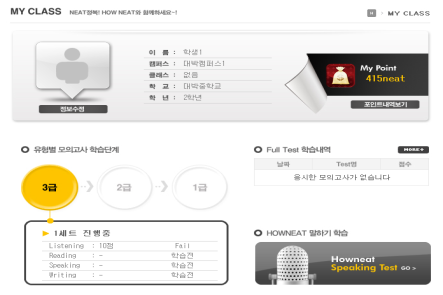 MY CLASS NEAT정복! HOW NEAT와 함께하세요~!
H > MY CLASS
이 름 : 학생1
캠퍼스 : 대박캠퍼스1
클래스 : 없음
학 교 : 대박중학교
학 년 : 2학년
정보수정
My Point
415neat
포인트내역보기
유형별 모의고사 학습단계
3급
2급
1급
1세트 진행중
Listening : 10점 Fail
Reading : - 학습전
Speaking : - 학습전
Writing : - 학습전
Full Test 학습내역
MORE+
날짜 Test명 점수
응시한 모의고사가 없습니다
HOWNEAT 말하기 학습
Howneat
Speaking Test GO >